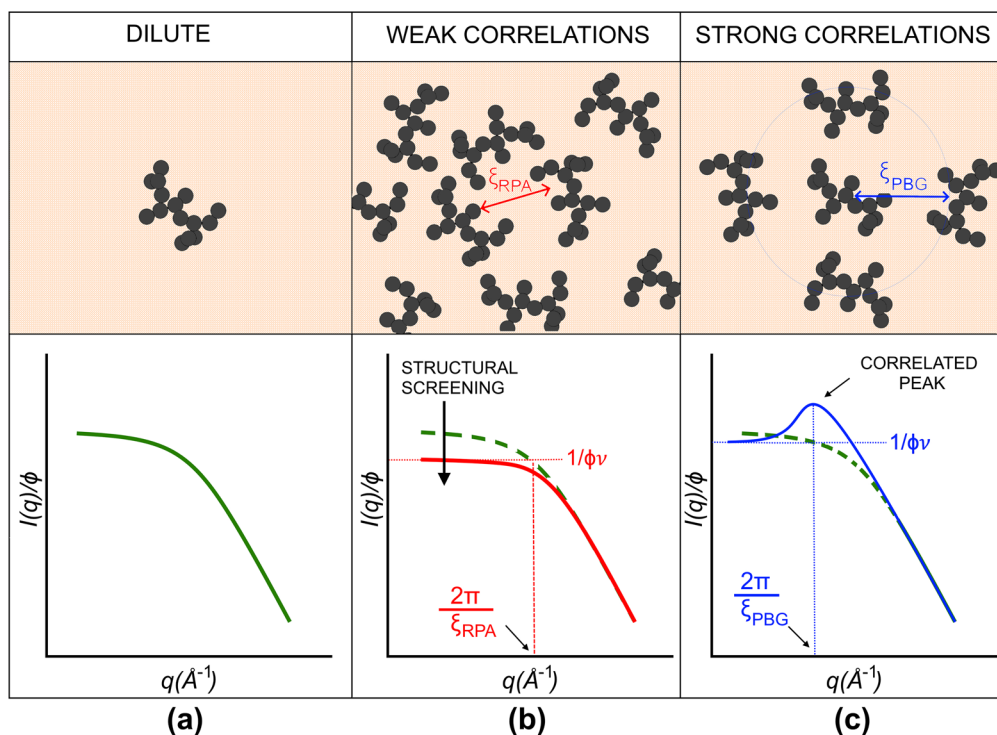 DILUTE
WEAK CORRELATIONS
STRONG CORRELATIONS
ξRPA
ξPBG
I(q)/ϕ
q(Å⁻¹)
(a)
STRUCTURAL
SCREENING
1/ϕν
I(q)/ϕ
2π
ξRPA
q(Å⁻¹)
(b)
CORRELATED
PEAK
1/ϕν
I(q)/ϕ
2π
ξPBG
q(Å⁻¹)
(c)